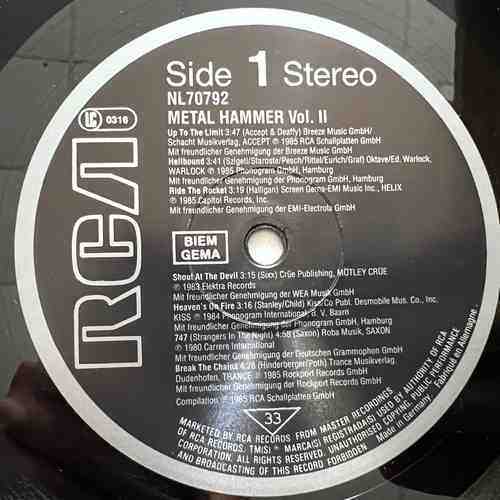 RCA
LC 0316
Side 1 Stereo
NL70792
METAL HAMMER Vol. II
Up To The Limit 3:47 (Accept & Deaffy) Breeze Music GmbH/
Schacht Musikverlag, ACCEPT ℗ 1985 RCA Schallplatten GmbH
Mit freundlicher Genehmigung der Breeze Music GmbH
Hellbound 3:41 (Szigeti/Staroste/Pesch/Rittel/Eurich/Graf) Oktave/Ed. Warlock,
WARLOCK ℗ 1985 Phonogram GmbH, Hamburg
Mit freundlicher Genehmigung der Phonogram GmbH, Hamburg
Ride The Rocket 3:19 (Halligan) Screen Gems-EMI Music Inc., HELIX
℗ 1985 Capitol Records, Inc.
Mit freundlicher Genehmigung der EMI-Electrola GmbH
BIEM
GEMA
Shout At The Devil 3:15 (Sixx) Crüe Publishing, MÖTLEY CRÜE
℗ 1983 Elektra Records
Mit freundlicher Genehmigung der WEA Musik GmbH
Heaven's On Fire 3:16 (Stanley/Child) Kiss Co Publ. Desmobile Mus. Co., Inc.
KISS ℗ 1984 Phonogram International, b. V. Baarn
Mit freundlicher Genehmigung der Phonogram GmbH, Hamburg
747 (Strangers In The Night) 4:58 (Saxon) Roba Musik, SAXON
℗ 1980 Carrere International
Mit freundlicher Genehmigung der Deutschen Grammophon GmbH
Break The Chains 4:28 (Hinderberger/Poth) Trance Musikverlag,
Dudenhofen, TRANCE ℗ 1985 Rockport Records GmbH
Mit freundlicher Genehmigung der Rockport Records GmbH
Compilation: ℗ 1985 RCA Schallplatten GmbH
33
MARKETED BY RCA RECORDS FROM MASTER RECORDINGS
OF RCA RECORDS. TM(S) ® MARCA(S) REGISTRADA(S) USED BY AUTHORITY OF RCA
CORPORATION. ALL RIGHTS RESERVED. UNAUTHORISED COPYING, PUBLIC PERFORMANCE
AND BROADCASTING OF THIS RECORD FORBIDDEN
Made in Germany. Fabriqué en Allemagne.